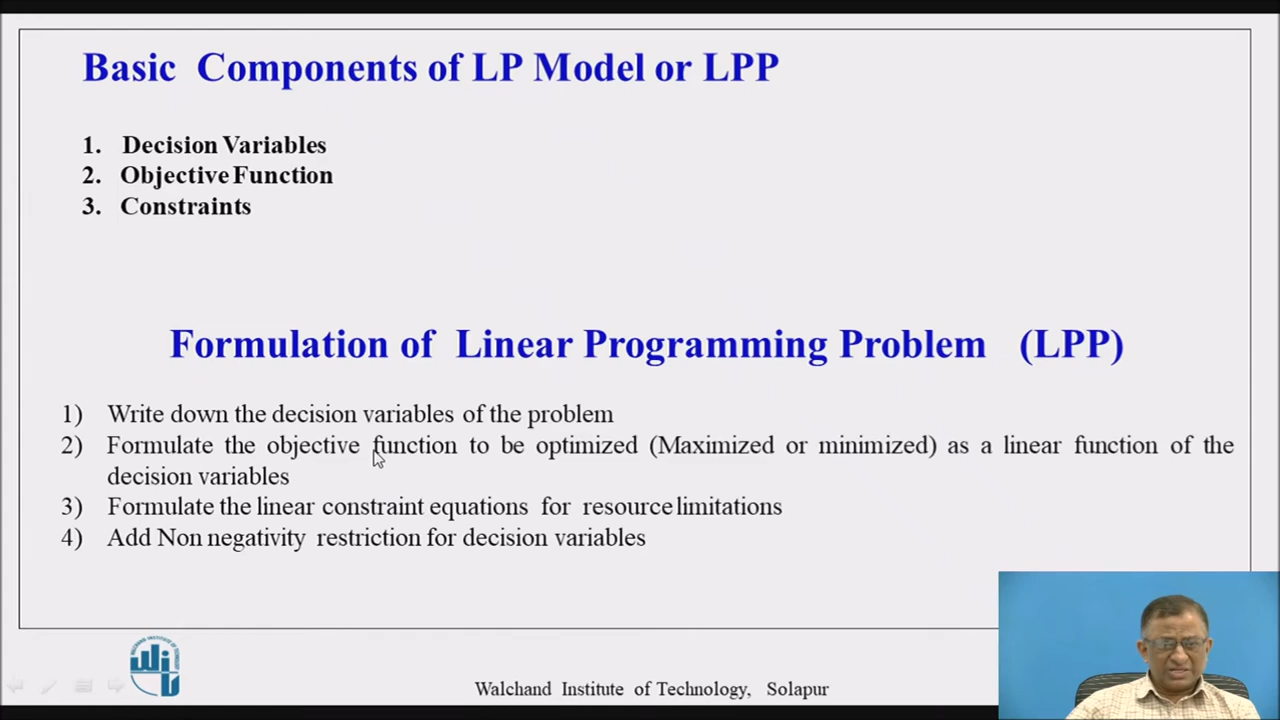 Basic Components of LP Model or LPP
1. Decision Variables
2. Objective Function
3. Constraints
Formulation of Linear Programming Problem (LPP)
1) Write down the decision variables of the problem
2) Formulate the objective function to be optimized (Maximized or minimized) as a linear function of the
decision variables
3) Formulate the linear constraint equations for resource limitations
4) Add Non negativity restriction for decision variables
Walchand Institute of Technology, Solapur